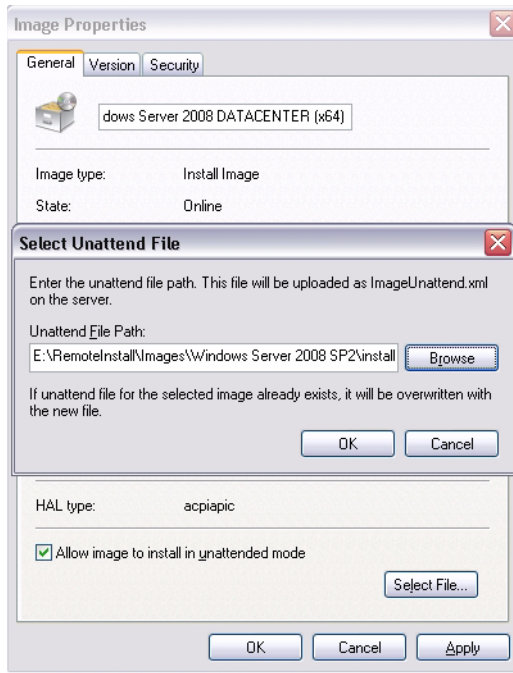 Image Properties
General Version Security
dows Server 2008 DATACENTER (x64)
Image type: Install Image
State: Online
Select Unattend File
Enter the unattend file path. This file will be uploaded as ImageUnattend.xml
on the server.
Unattend File Path:
E:\RemoteInstall\Images\Windows Server 2008 SP2\install
Browse
If unattend file for the selected image already exists, it will be overwritten with
the new file.
OK Cancel
HAL type: acpiapic
Allow image to install in unattended mode
Select File...
OK Cancel Apply